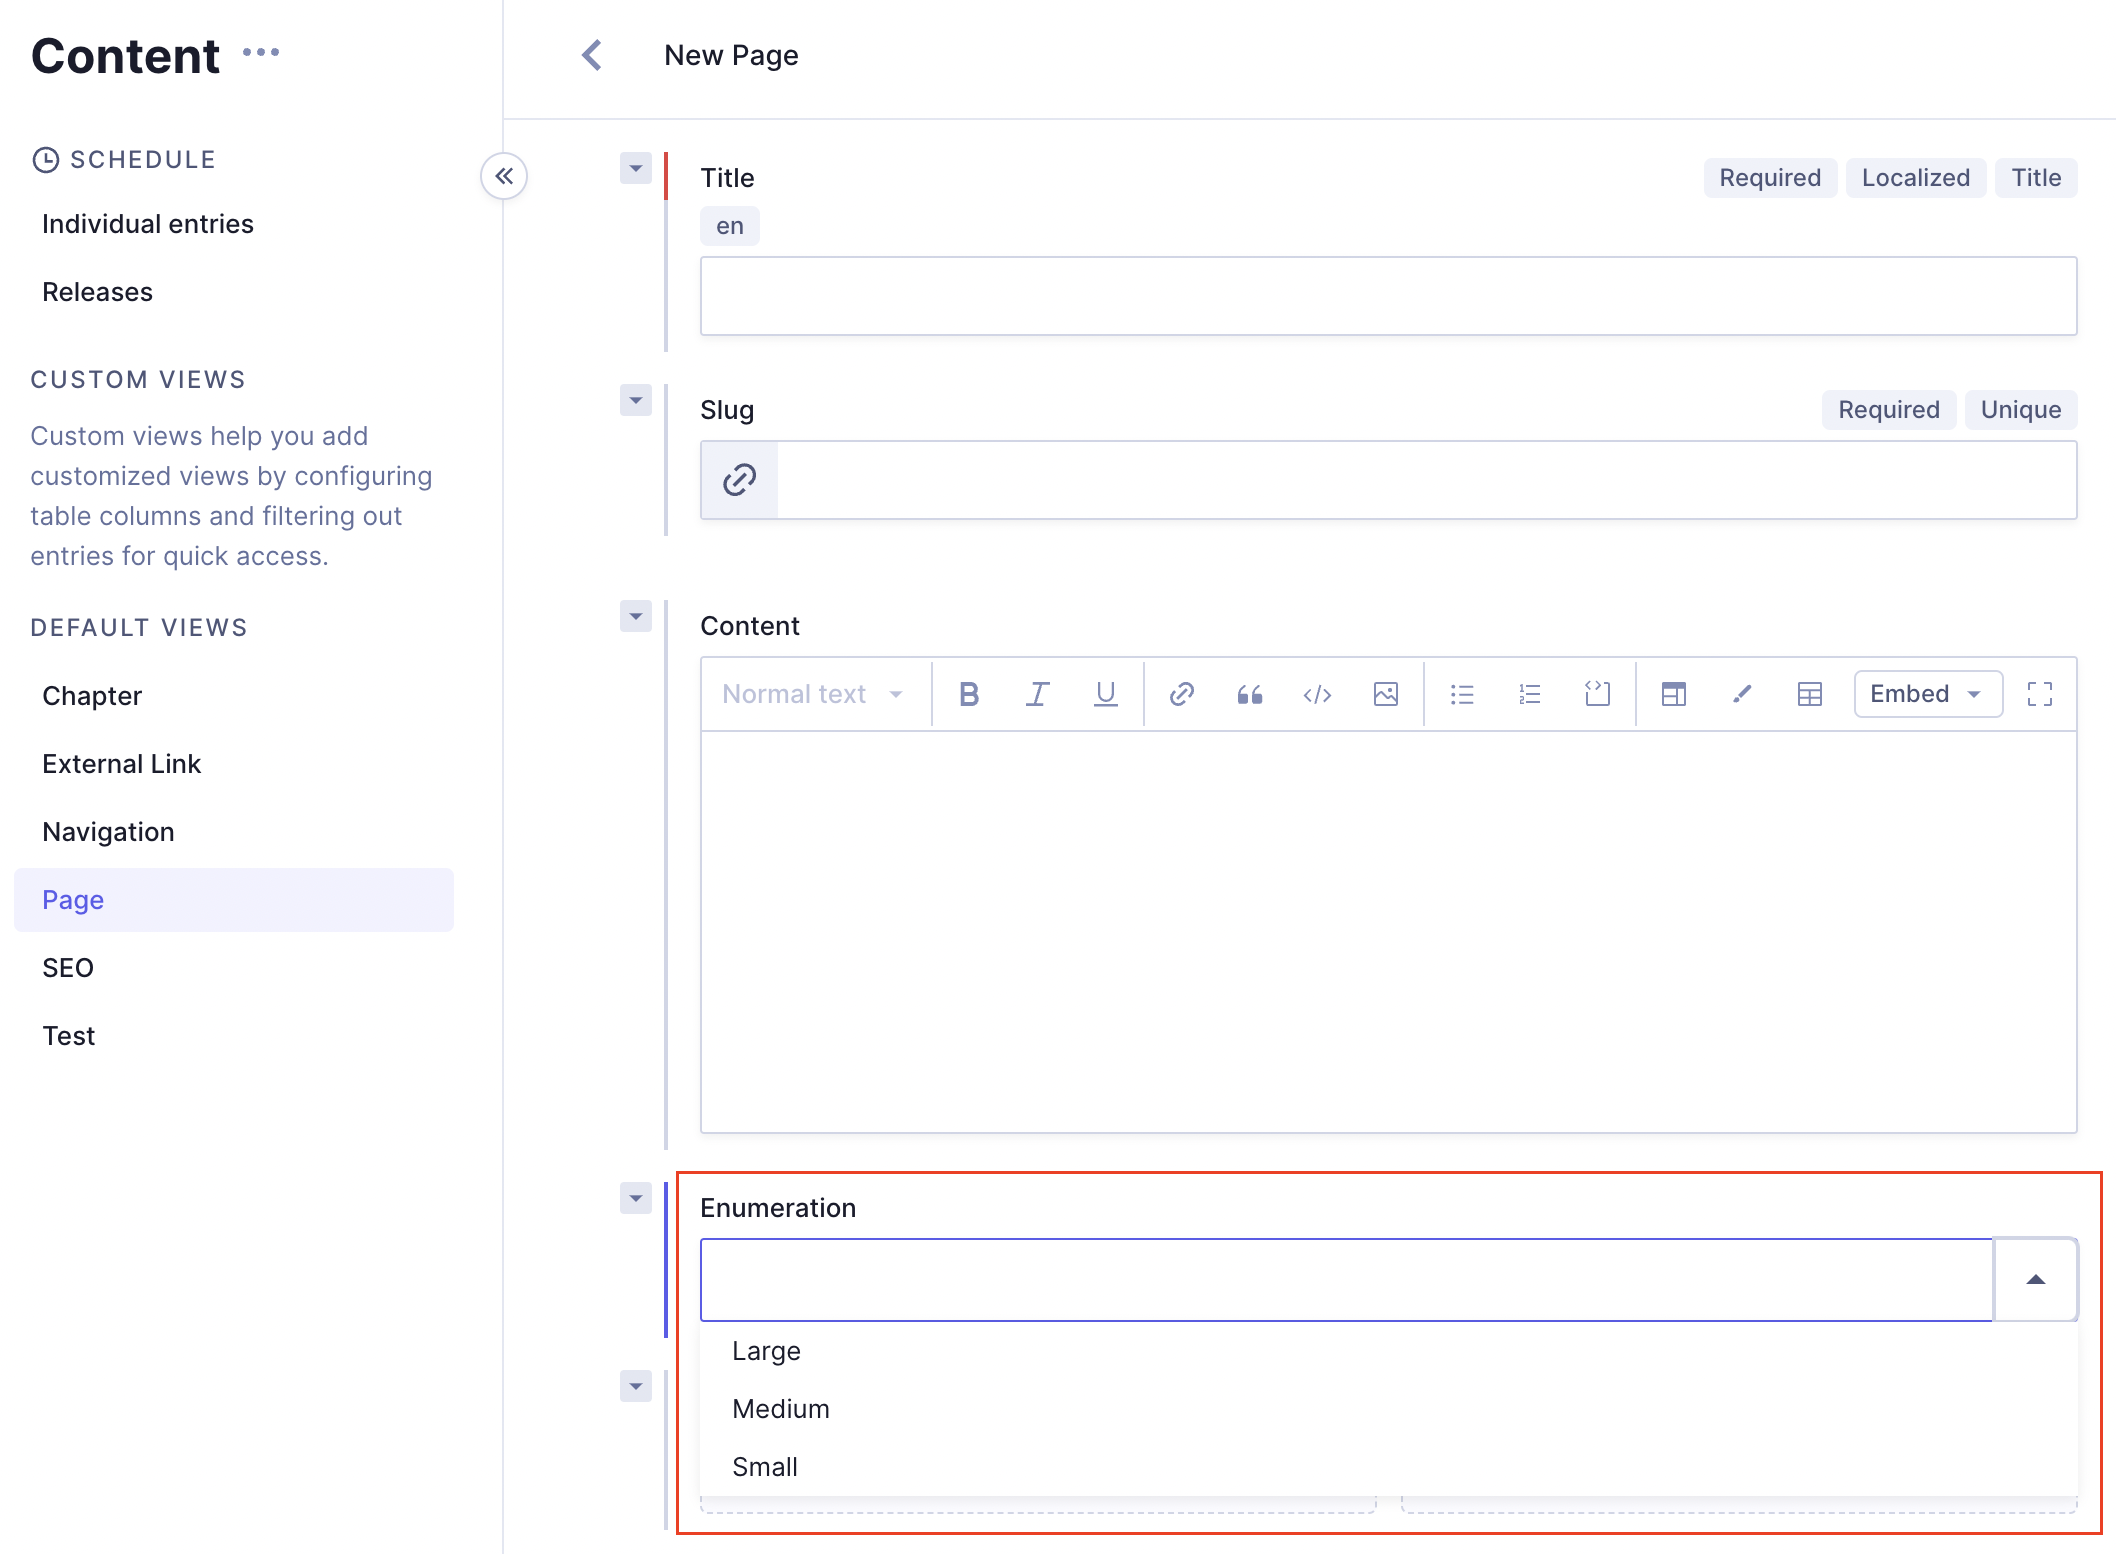 Content
SCHEDULE
Individual entries
Releases
CUSTOM VIEWS
Custom views help you add
customized views by configuring
table columns and filtering out
entries for quick access.
DEFAULT VIEWS
Chapter
External Link
Navigation
Page
SEO
Test
New Page
Title
Required Localized Title
en
Slug
Required Unique
Content
Normal text
Embed
Enumeration
Large
Medium
Small